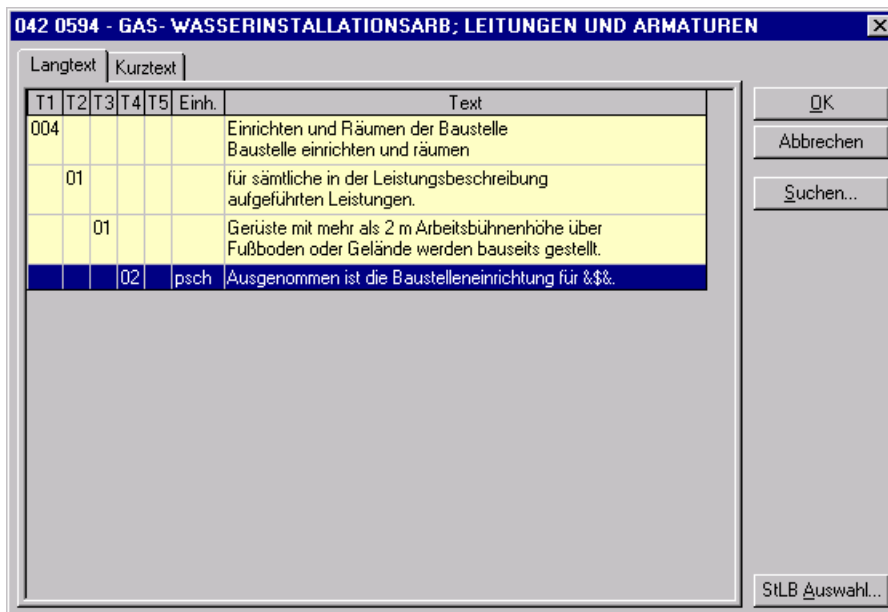 042 0594 - GAS- WASSERINSTALLATIONSARB; LEITUNGEN UND ARMATUREN
Langtext Kurztext
T1 T2 T3 T4 T5 Einh. Text
004 Einrichten und Räumen der Baustelle
Baustelle einrichten und räumen
01 für sämtliche in der Leistungsbeschreibung
aufgeführten Leistungen.
01 Gerüste mit mehr als 2 m Arbeitsbühnenhöhe über
Fußboden oder Gelände werden bauseits gestellt.
02 psch Ausgenommen ist die Baustelleneinrichtung für &$&.
OK
Abbrechen
Suchen...
StLB Auswahl...